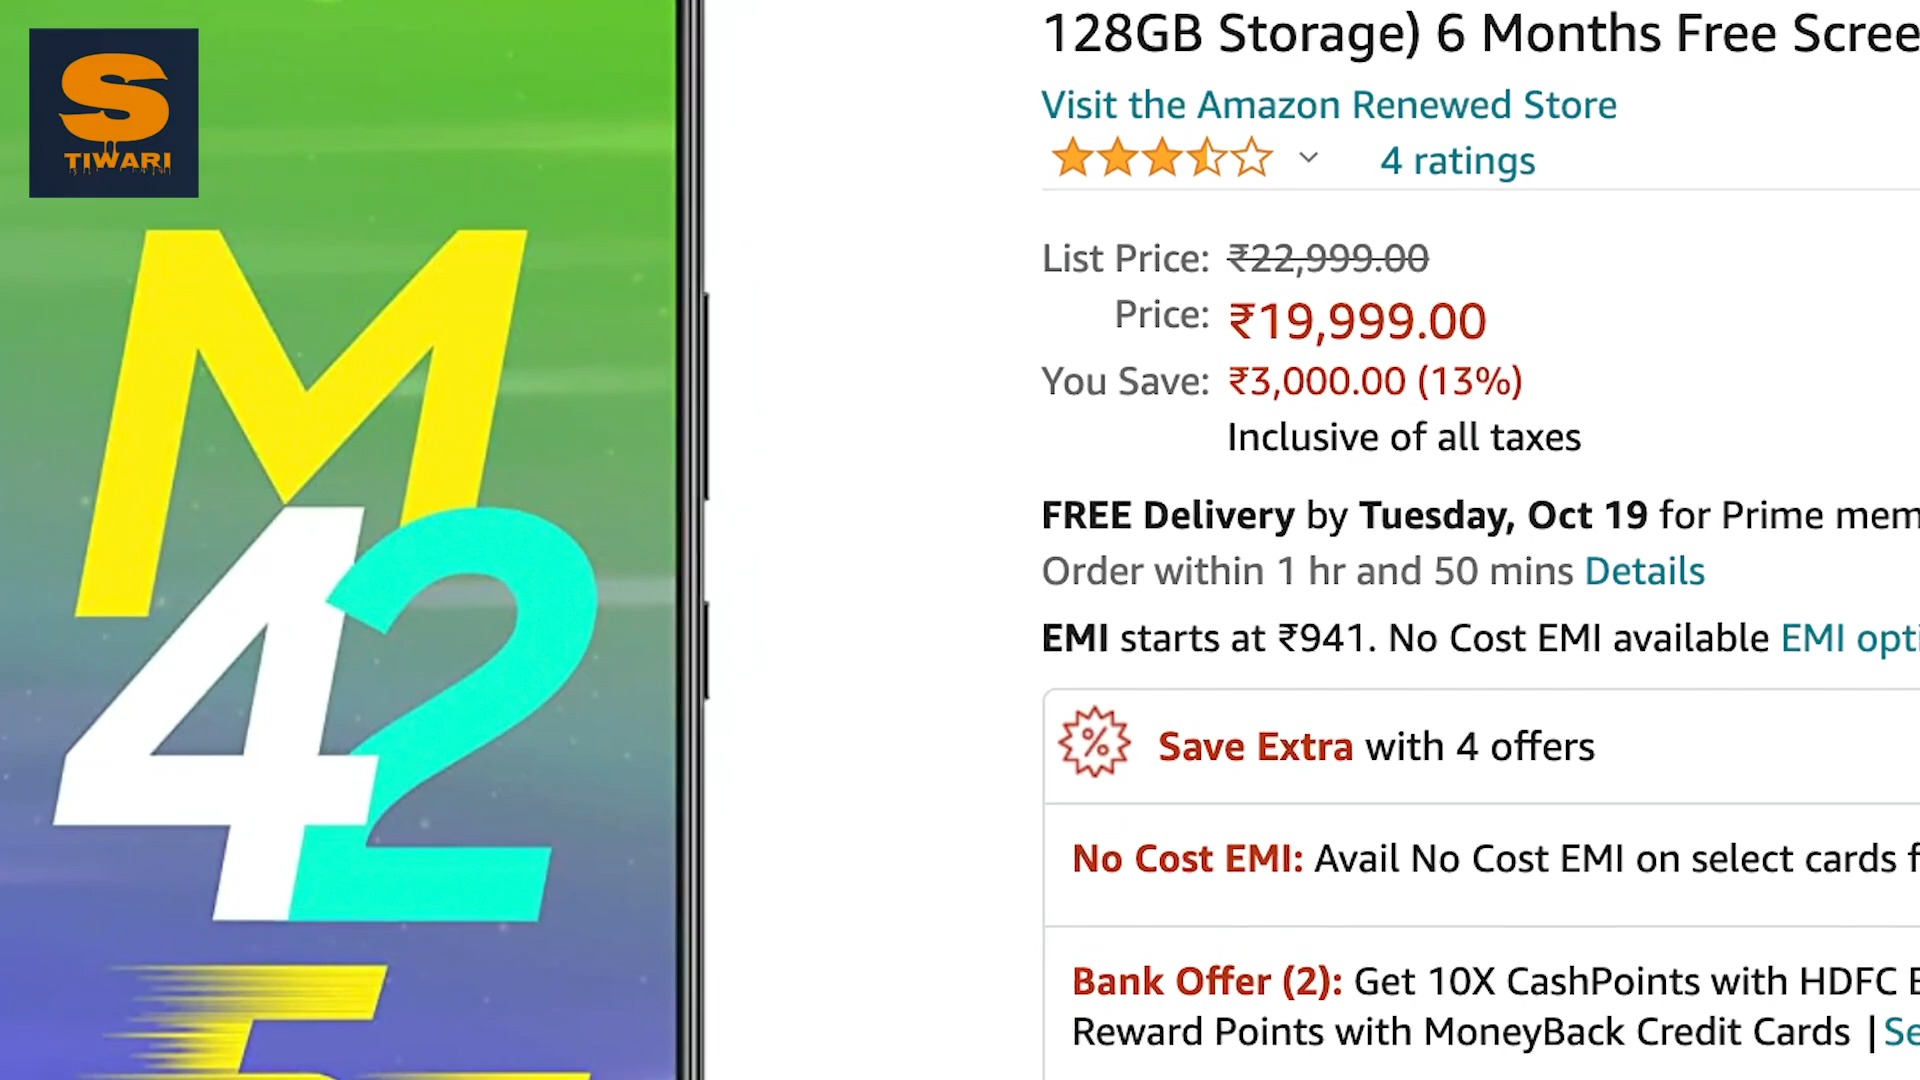 S
TIWARI
M
42
128GB Storage) 6 Months Free Scree
Visit the Amazon Renewed Store
4 ratings
List Price: ₹22,999.00
Price: ₹19,999.00
You Save: ₹3,000.00 (13%)
Inclusive of all taxes
FREE Delivery by Tuesday, Oct 19 for Prime mem
Order within 1 hr and 50 mins Details
EMI starts at ₹941. No Cost EMI available EMI opti
% Save Extra with 4 offers
No Cost EMI: Avail No Cost EMI on select cards f
Bank Offer (2): Get 10X CashPoints with HDFC B
Reward Points with MoneyBack Credit Cards | Se